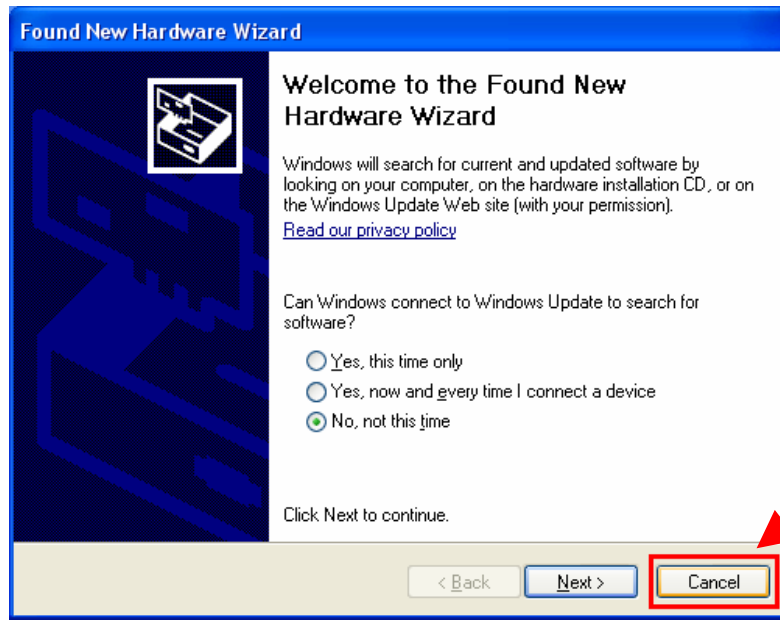 Found New Hardware Wizard
Welcome to the Found New
Hardware Wizard
Windows will search for current and updated software by
looking on your computer, on the hardware installation CD, or on
the Windows Update Web site (with your permission).
Read our privacy policy
Can Windows connect to Windows Update to search for
software?
Yes, this time only
Yes, now and every time I connect a device
No, not this time
Click Next to continue.
< Back Next > Cancel